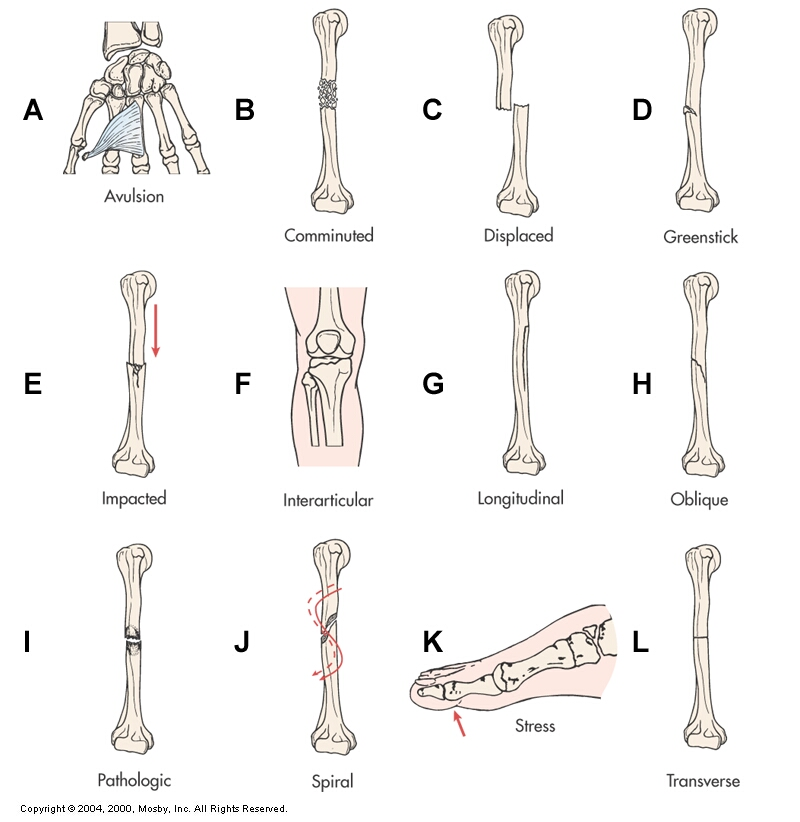 A
Avulsion
B
Comminuted
C
Displaced
D
Greenstick
E
Impacted
F
Interarticular
G
Longitudinal
H
Oblique
I
Pathologic
J
Spiral
K
Stress
L
Transverse
Copyright © 2004, 2000, Mosby, Inc. All Rights Reserved.